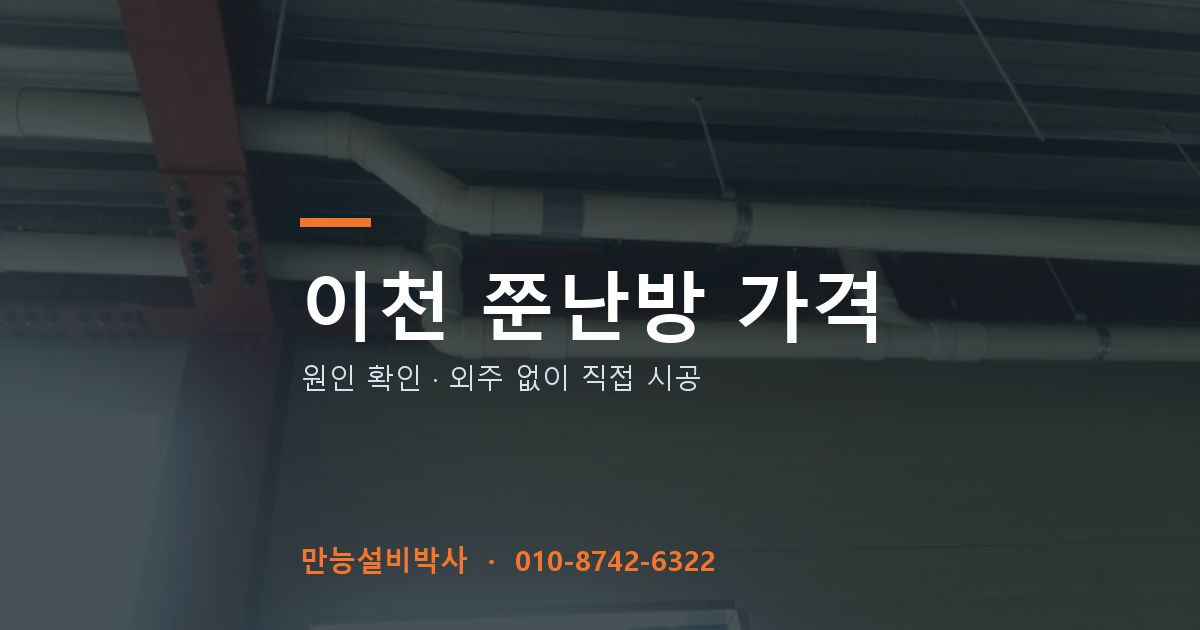 이천 쭌난방 가격
원인 확인 · 외주 없이 직접 시공
만능설비박사 · 010-8742-6322